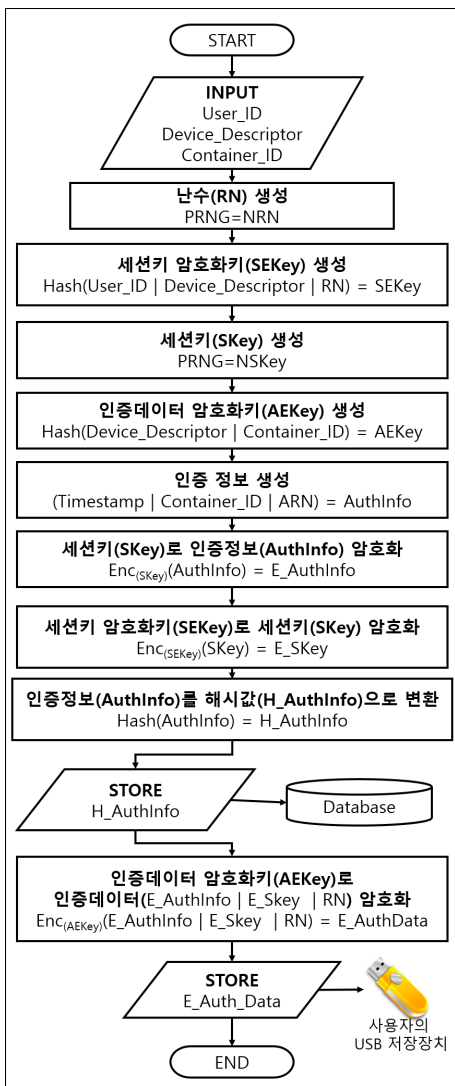 START
INPUT
User_ID
Device_Descriptor
Container_ID
난수(RN) 생성
PRNG=NRN
세션키 암호화키(SEKey) 생성
Hash(User_ID | Device_Descriptor | RN) = SEKey
세션키(SKey) 생성
PRNG=NSKey
인증데이터 암호화키(AEKey) 생성
Hash(Device_Descriptor | Container_ID) = AEKey
인증 정보 생성
(Timestamp | Container_ID | ARN) = AuthInfo
세션키(SKey)로 인증정보(AuthInfo) 암호화
Enc(SKey)(AuthInfo) = E_AuthInfo
세션키 암호화키(SEKey)로 세션키(SKey) 암호화
Enc(SEKey)(SKey) = E_SKey
인증정보(AuthInfo)를 해시값(H_AuthInfo)으로 변환
Hash(AuthInfo) = H_AuthInfo
STORE
H_AuthInfo
Database
인증데이터 암호화키(AEKey)로
인증데이터(E_AuthInfo | E_Skey | RN) 암호화
Enc(AEKey)(E_AuthInfo | E_Skey | RN) = E_AuthData
STORE
E_Auth_Data
사용자의
USB 저장장치
END